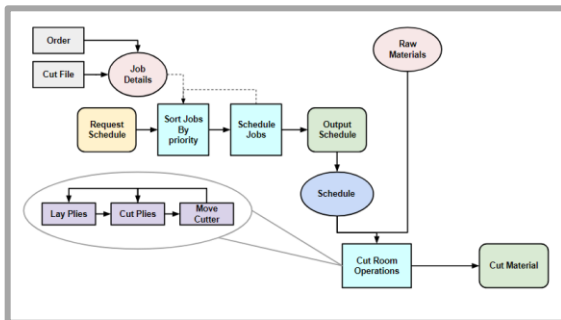 Order
Cut File
Job
Details
Raw
Materials
Request
Schedule
Sort Jobs
By
priority
Schedule
Jobs
Output
Schedule
Schedule
Lay Plies
Cut Plies
Move
Cutter
Cut Room
Operations
Cut Material